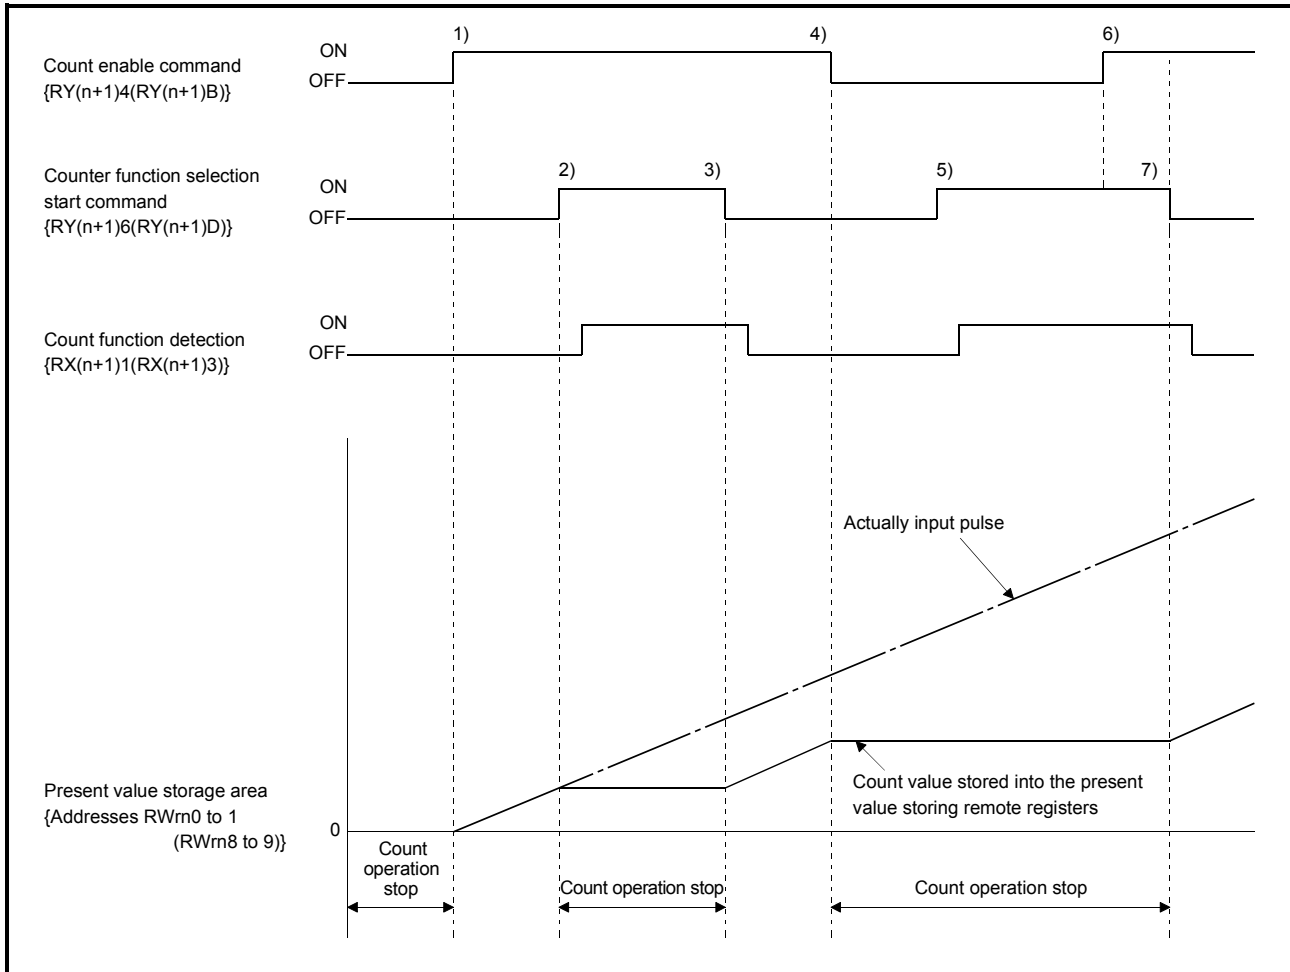 1)
4)
6)
ON
Count enable command
OFF
{RY(n+1)4(RY(n+1)B)}
2)
3)
5)
7)
Counter function selection
ON
start command
OFF
{RY(n+1)6(RY(n+1)D)}
ON
Count function detection
OFF
{RX(n+1)1(RX(n+1)3)}
Actually input pulse
Present value storage area
{Addresses RWrn0 to 1
(RWrn8 to 9)}
0
Count value stored into the present
value storing remote registers
Count
operation
stop
Count operation stop
Count operation stop